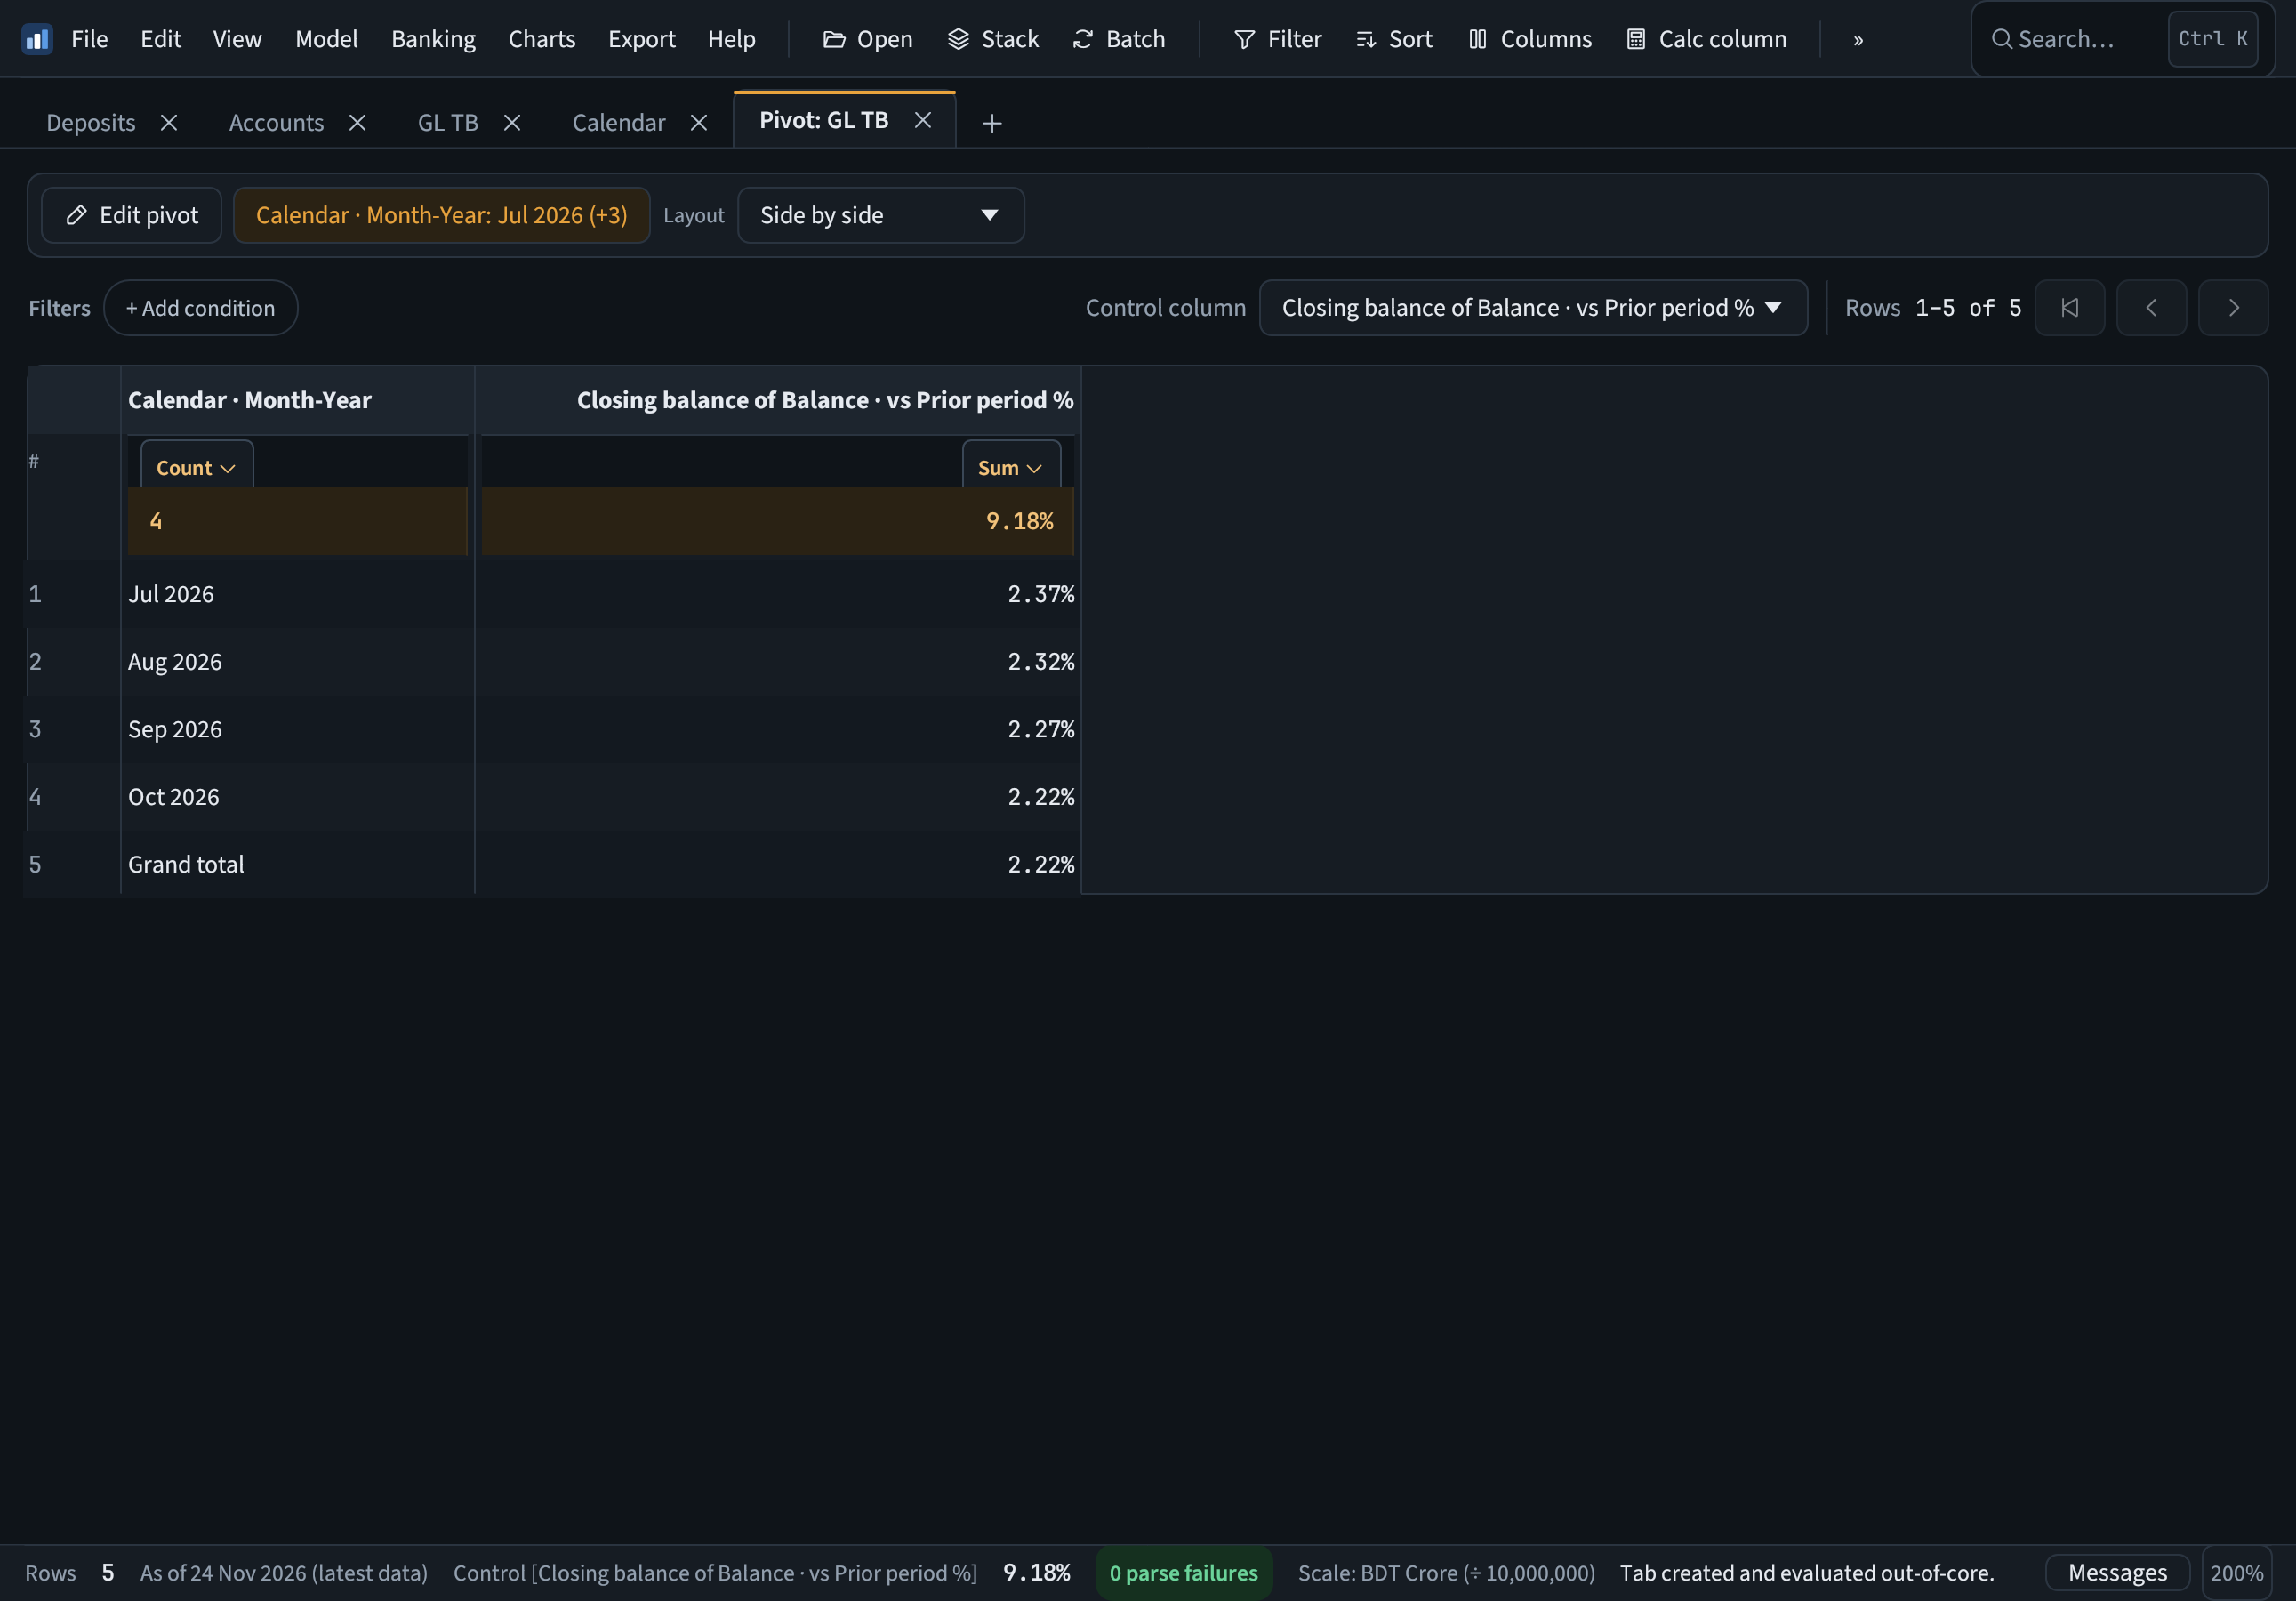 File Edit View Model Banking Charts Export Help Open Stack Batch Filter Sort Columns Calc column » Search… Ctrl K
Deposits Accounts GL TB Calendar Pivot: GL TB
Edit pivot Calendar · Month-Year: Jul 2026 (+3) Layout Side by side
Filters + Add condition Control column Closing balance of Balance · vs Prior period % Rows 1–5 of 5
Calendar · Month-Year Closing balance of Balance · vs Prior period %
# Count Sum
4 9.18%
1 Jul 2026 2.37%
2 Aug 2026 2.32%
3 Sep 2026 2.27%
4 Oct 2026 2.22%
5 Grand total 2.22%
Rows 5 As of 24 Nov 2026 (latest data) Control [Closing balance of Balance · vs Prior period %] 9.18% 0 parse failures Scale: BDT Crore (÷ 10,000,000) Tab created and evaluated out-of-core. Messages 200%